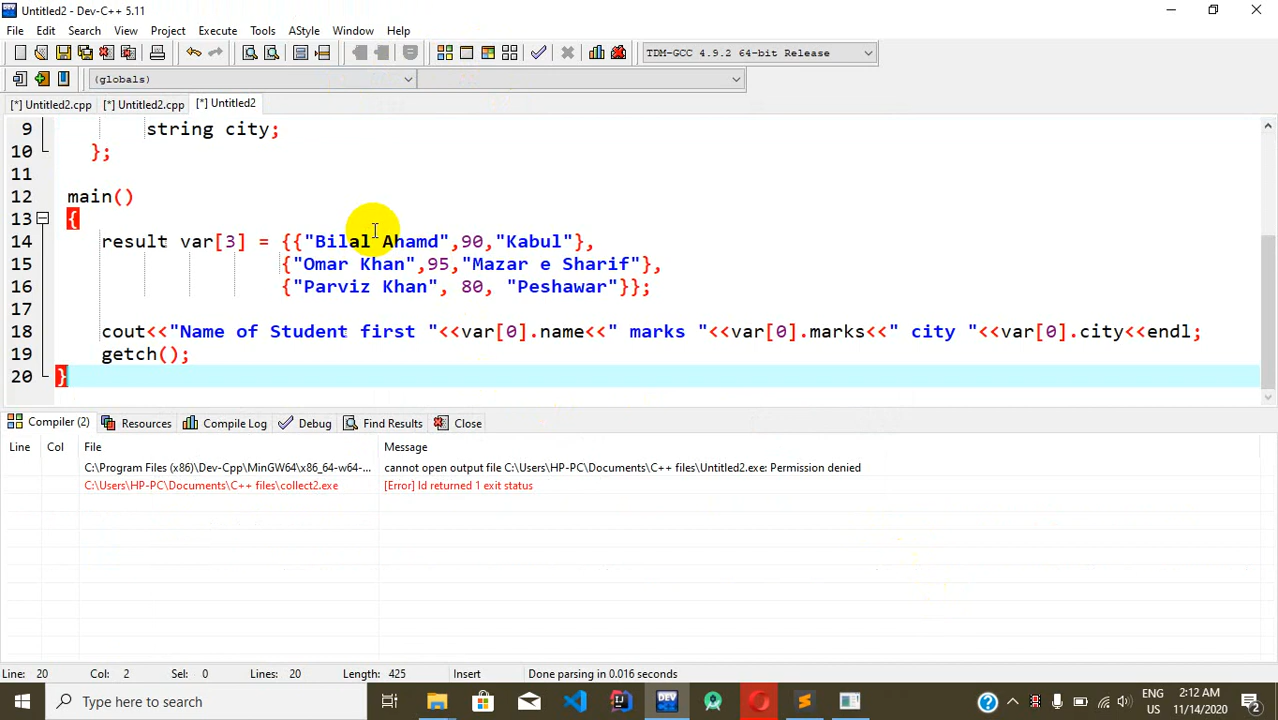 Untitled2 - Dev-C++ 5.11
File Edit Search View Project Execute Tools AStyle Window Help
TDM-GCC 4.9.2 64-bit Release
(globals)
[*] Untitled2.cpp [*] Untitled2.cpp [*] Untitled2
9 string city;
10 };
11
12 main()
13 {
14 result var[3] = {{"Bilal Ahamd",90,"Kabul"},
15 {"Omar Khan",95,"Mazar e Sharif"},
16 {"Parviz Khan", 80, "Peshawar"}};
17
18 cout<<"Name of Student first "<<var[0].name<<" marks "<<var[0].marks<<" city "<<var[0].city<<endl;
19 getch();
20 }
Compiler (2) Resources Compile Log Debug Find Results Close
Line Col File Message
C:\Program Files (x86)\Dev-Cpp\MinGW64\x86_64-w64-... cannot open output file C:\Users\HP-PC\Documents\C++ files\Untitled2.exe: Permission denied
C:\Users\HP-PC\Documents\C++ files\collect2.exe [Error] ld returned 1 exit status
Line: 20 Col: 2 Sel: 0 Lines: 20 Length: 425 Insert Done parsing in 0.016 seconds
Type here to search
DEV
ENG
US
2:12 AM
11/14/2020
2